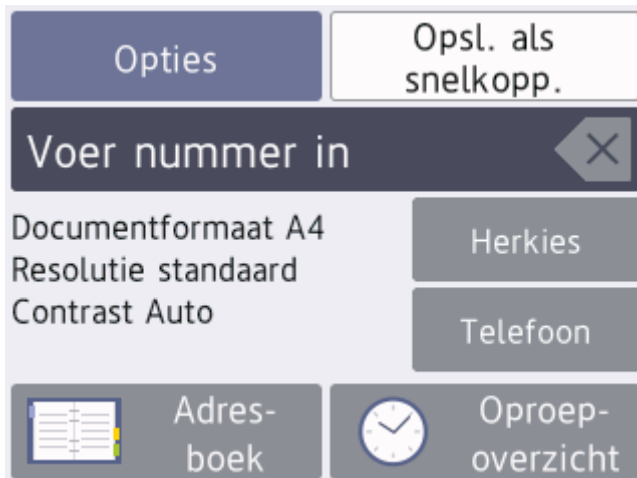 Opties
Opsl. als
snelkopp.
Voer nummer in
Documentformaat A4
Resolutie standaard
Contrast Auto
Herkies
Telefoon
Adres-
boek
Oproep-
overzicht